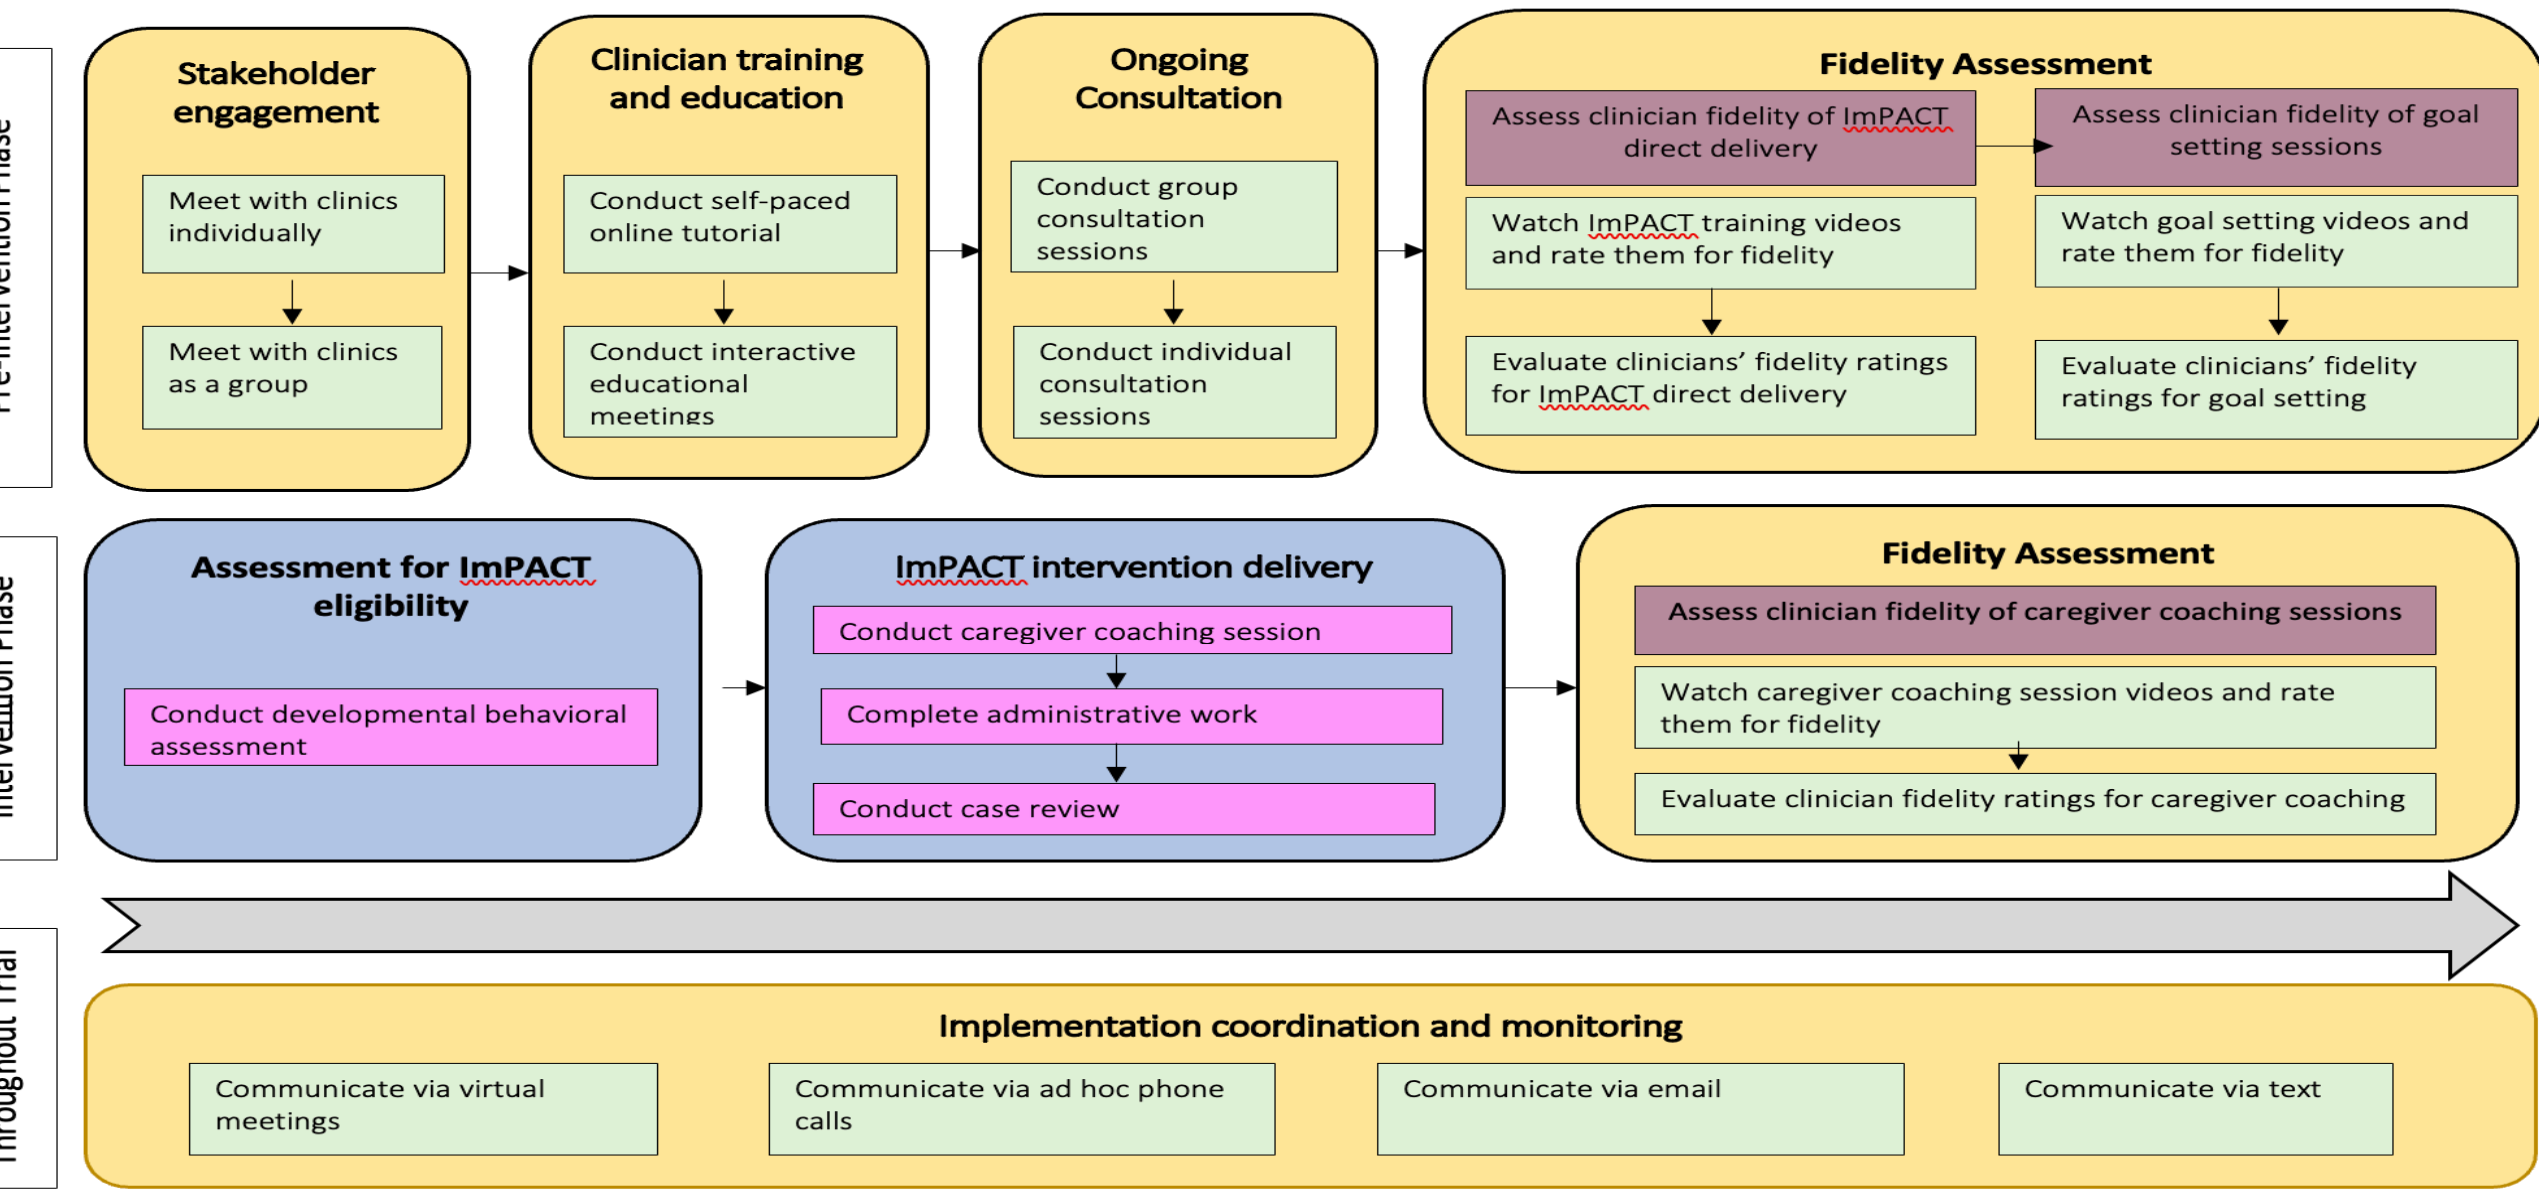 Pre-Intervention Phase
Stakeholder
engagement
Meet with clinics
individually
Meet with clinics
as a group
Clinician training
and education
Conduct self-paced
online tutorial
Conduct interactive
educational
meetings
Ongoing
Consultation
Conduct group
consultation
sessions
Conduct individual
consultation
sessions
Fidelity Assessment
Assess clinician fidelity of ImPACT
direct delivery
Watch ImPACT training videos
and rate them for fidelity
Evaluate clinicians’ fidelity ratings
for ImPACT direct delivery
Assess clinician fidelity of goal
setting sessions
Watch goal setting videos and
rate them for fidelity
Evaluate clinicians’ fidelity
ratings for goal setting
Intervention Phase
Assessment for ImPACT
eligibility
Conduct developmental behavioral
assessment
ImPACT intervention delivery
Conduct caregiver coaching session
Complete administrative work
Conduct case review
Fidelity Assessment
Assess clinician fidelity of caregiver coaching sessions
Watch caregiver coaching session videos and rate
them for fidelity
Evaluate clinician fidelity ratings for caregiver coaching
Throughout Trial
Implementation coordination and monitoring
Communicate via virtual
meetings
Communicate via ad hoc phone
calls
Communicate via email
Communicate via text